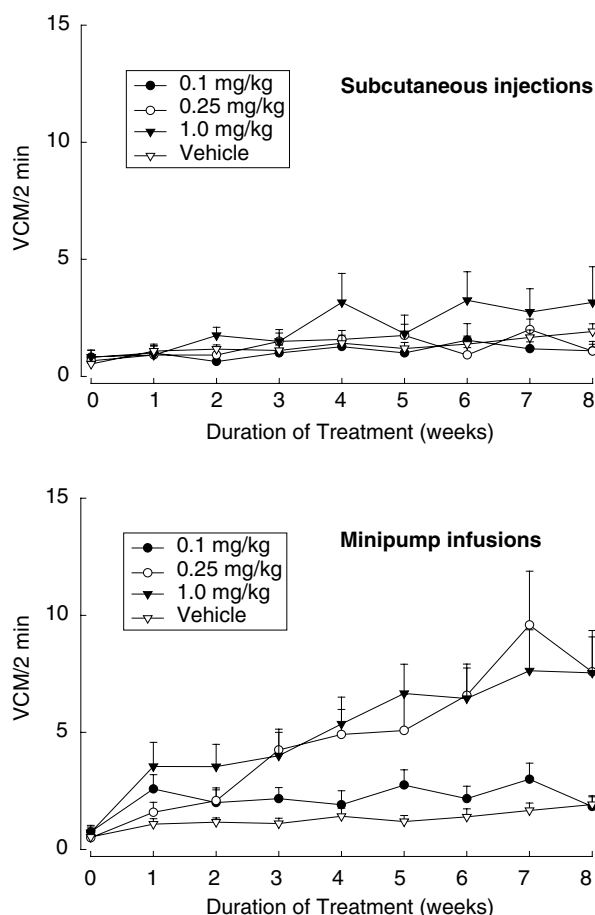 15
0.1 mg/kg
Subcutaneous injections
0.25 mg/kg
1.0 mg/kg
Vehicle
10
VCM/2 min
5
0
0 1 2 3 4 5 6 7 8
Duration of Treatment (weeks)
15
0.1 mg/kg
Minipump infusions
0.25 mg/kg
1.0 mg/kg
Vehicle
10
VCM/2 min
5
0
0 1 2 3 4 5 6 7 8
Duration of Treatment (weeks)